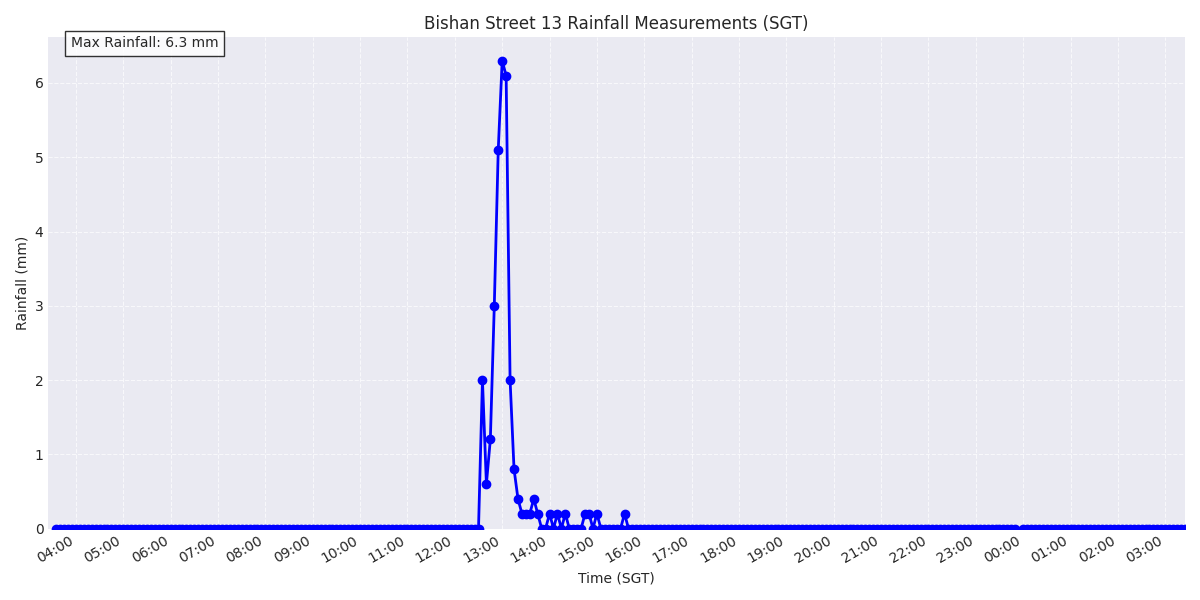 Bishan Street 13 Rainfall Measurements (SGT)
Max Rainfall: 6.3 mm
Rainfall (mm)
6
5
4
3
2
1
0
04:00 05:00 06:00 07:00 08:00 09:00 10:00 11:00 12:00 13:00 14:00 15:00 16:00 17:00 18:00 19:00 20:00 21:00 22:00 23:00 00:00 01:00 02:00 03:00
Time (SGT)